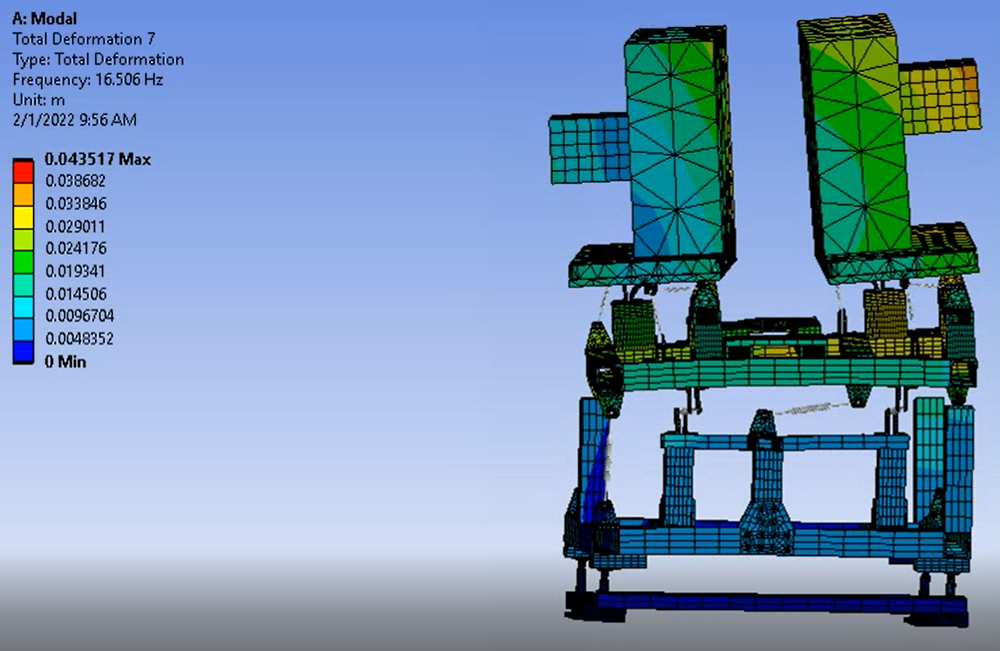 A: Modal
Total Deformation 7
Type: Total Deformation
Frequency: 16.506 Hz
Unit: m
2/1/2022 9:56 AM
0.043517 Max
0.038682
0.033846
0.029011
0.024176
0.019341
0.014506
0.0096704
0.0048352
0 Min